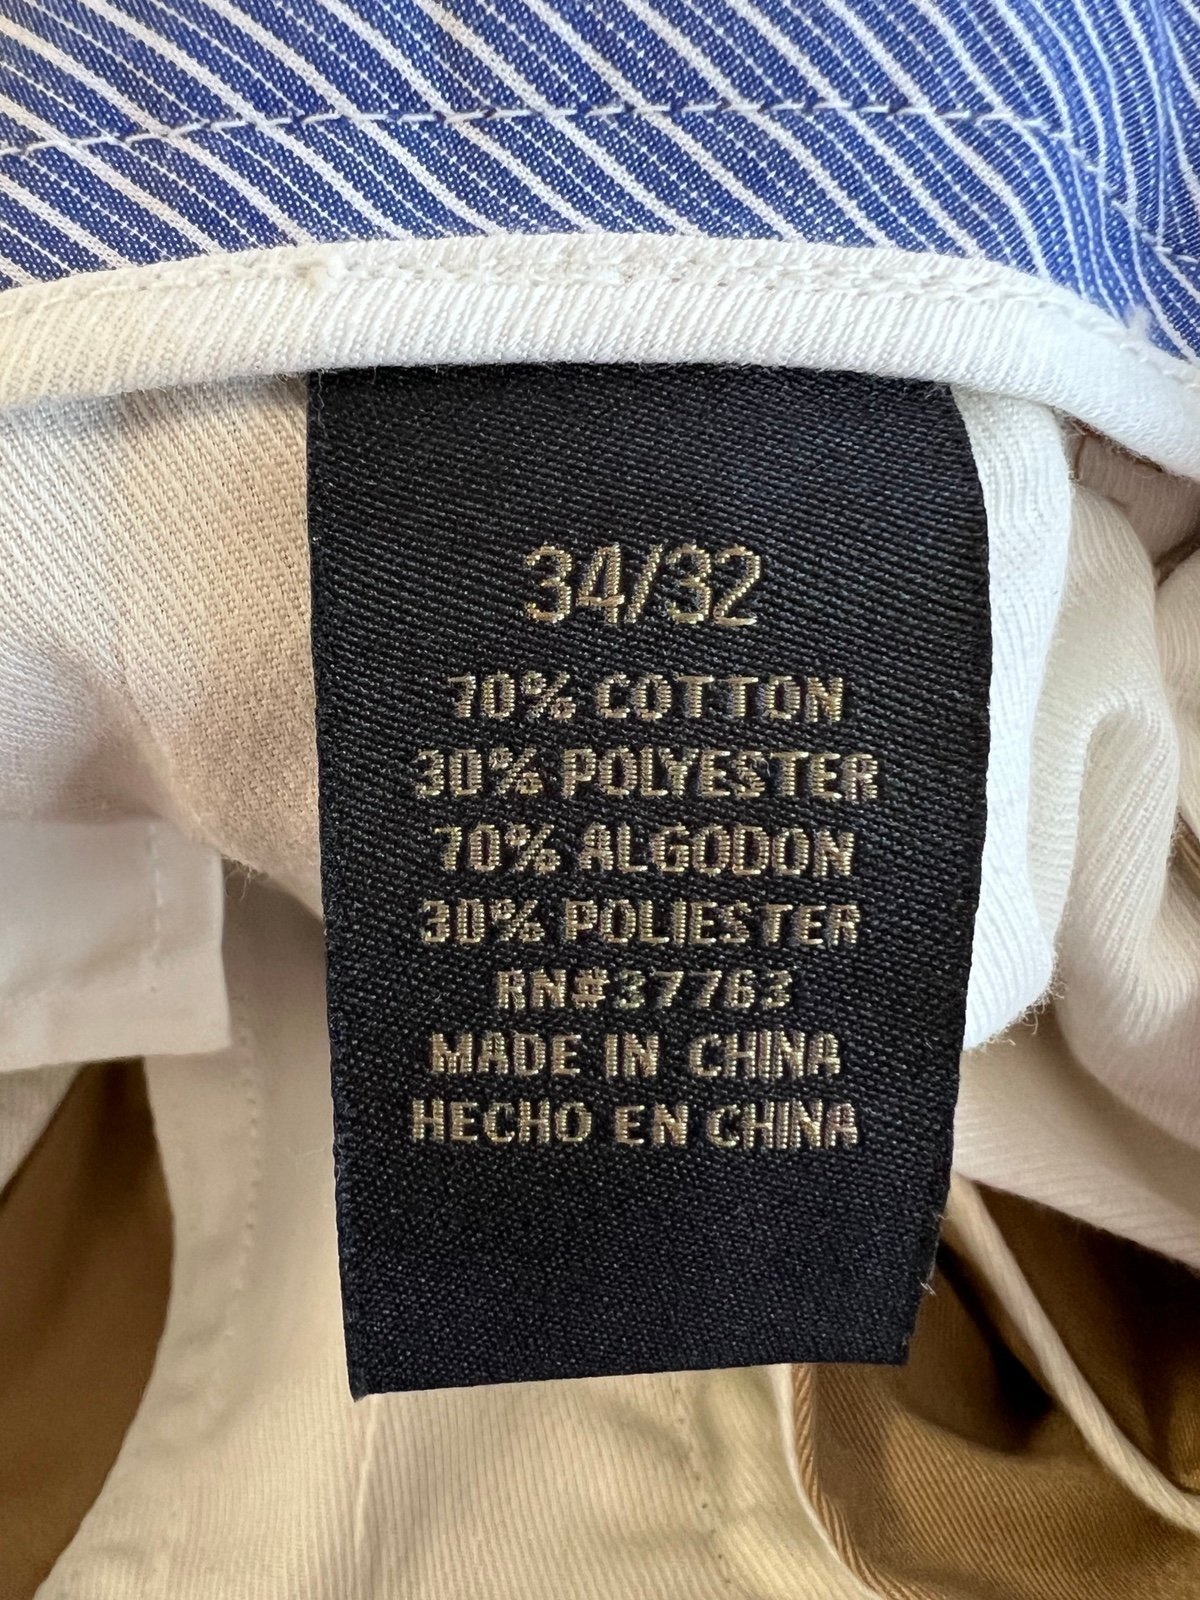 34/32
70% COTTON
30% POLYESTER
70% ALGODON
30% POLIESTER
RN#37763
MADE IN CHINA
HECHO EN CHINA